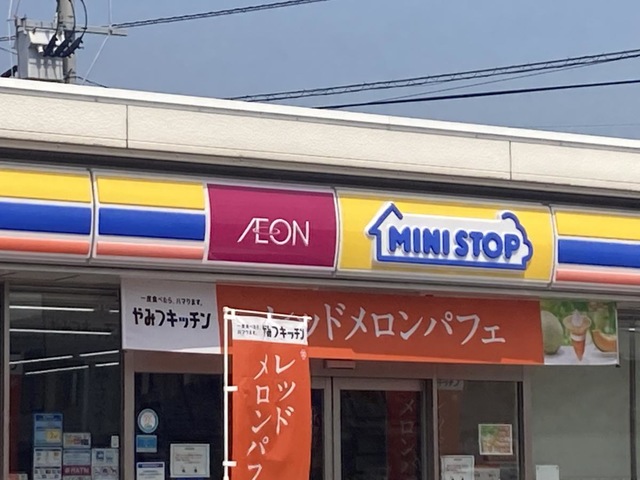 ÆON
MINI STOP
一度食べたら、ハマります。
やみつキッチン
ッドメロンパフェ
一度食べたら、
ハマります。
やみつキッチン
レッド
メロンパフ